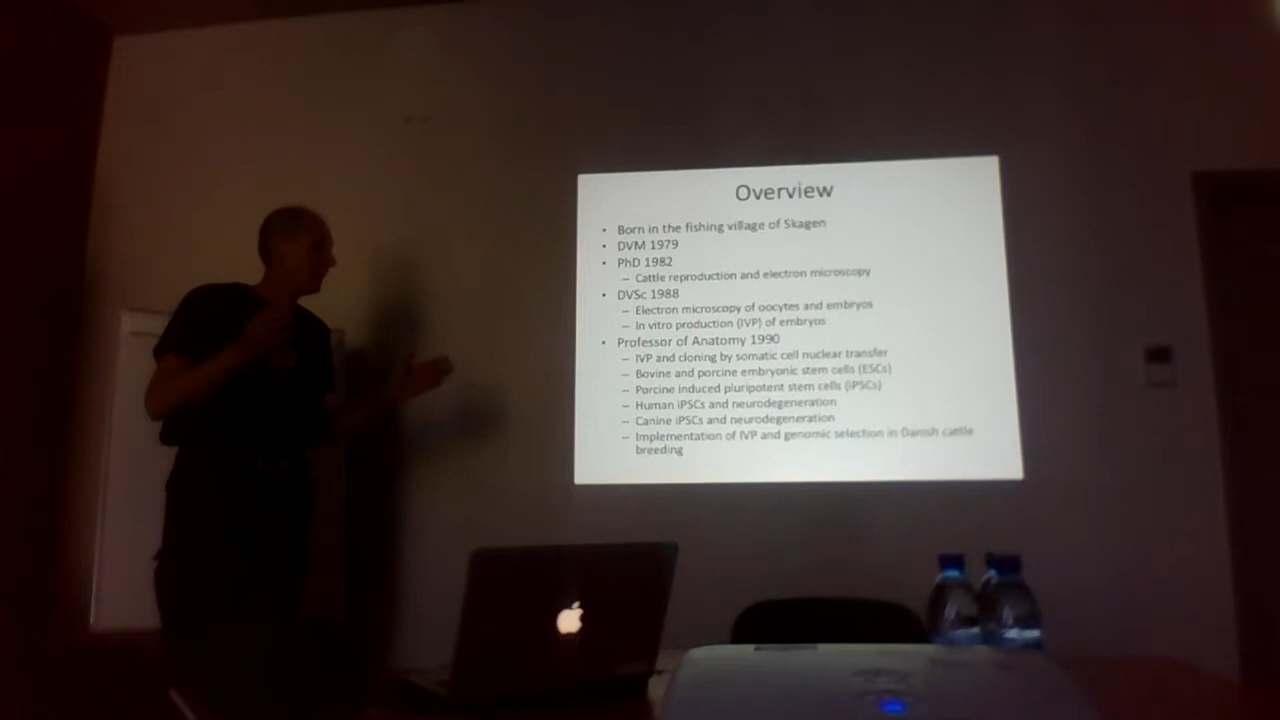 Overview
• Born in the fishing village of Skagen
• DVM 1979
• PhD 1982
– Cattle reproduction and electron microscopy
• DVSc 1988
– Electron microscopy of oocytes and embryos
– In vitro production (IVP) of embryos
• Professor of Anatomy 1990
– IVP and cloning by somatic cell nuclear transfer
– Bovine and porcine embryonic stem cells (ESCs)
– Porcine induced pluripotent stem cells (iPSCs)
– Human iPSCs and neurodegeneration
– Canine iPSCs and neurodegeneration
– Implementation of IVP and genomic selection in Danish cattle
breeding